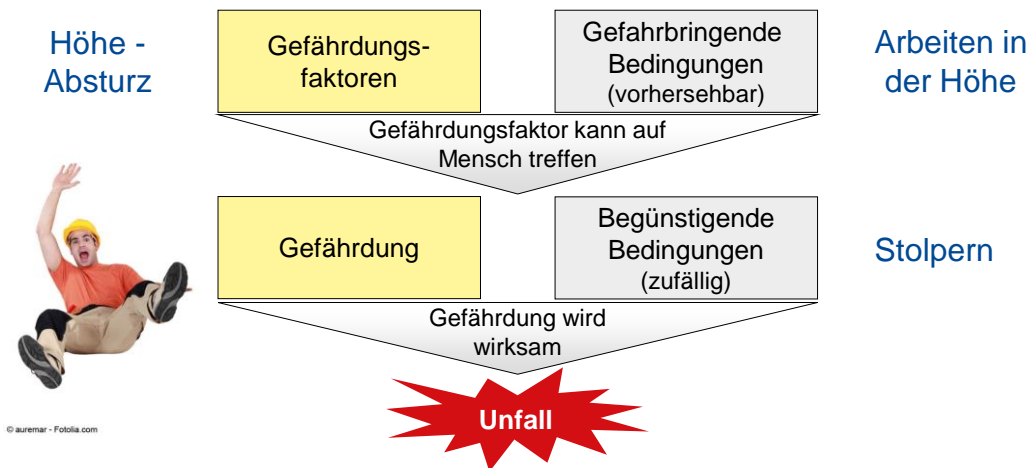 Höhe -
Absturz
Gefährdungs-
faktoren
Gefahrbringende
Bedingungen
(vorhersehbar)
Arbeiten in
der Höhe
Gefährdungsfaktor kann auf
Mensch treffen
Gefährdung
Begünstigende
Bedingungen
(zufällig)
Stolpern
Gefährdung wird
wirksam
Unfall
© auremar - Fotolia.com